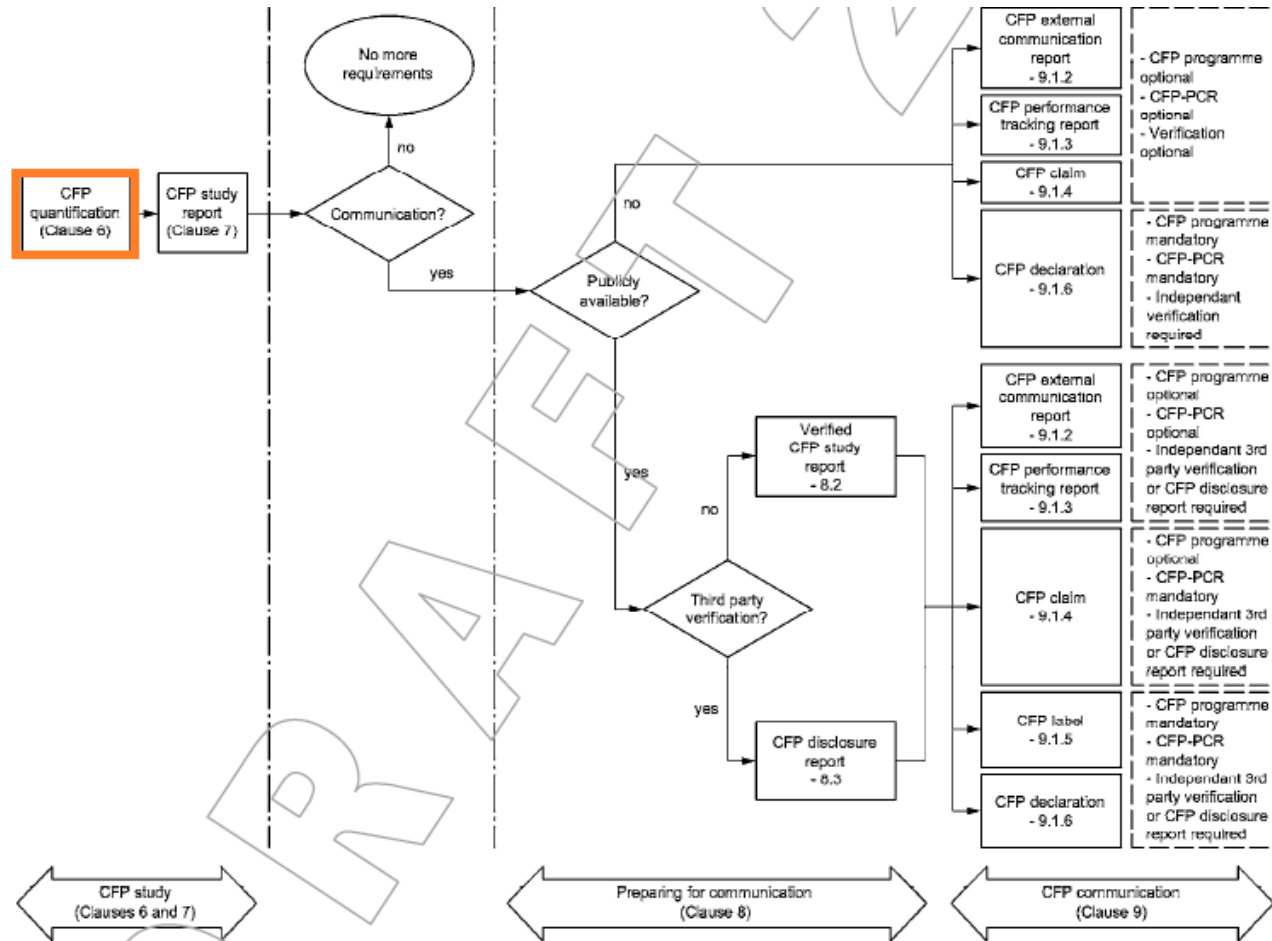 No more
requirements
no
CFP
quantification
(Clause 6)
CFP study
report
(Clause 7)
Communication?
yes
no
Publicly
available?
yes
Verified
CFP study
report
- 8.2
no
Third party
verification?
yes
CFP disclosure
report
- 8.3
CFP external
communication
report
- 9.1.2
CFP performance
tracking report
- 9.1.3
CFP claim
- 9.1.4
- CFP programme
optional
- CFP-PCR
optional
- Verification
optional
CFP declaration
- 9.1.6
- CFP programme
mandatory
- CFP-PCR
mandatory
- Independant
verification
required
CFP external
communication
report
- 9.1.2
CFP performance
tracking report
- 9.1.3
- CFP programme
optional
- CFP-PCR
optional
- Independant 3rd
party verification
or CFP disclosure
report required
CFP claim
- 9.1.4
- CFP programme
optional
- CFP-PCR
mandatory
- Independant 3rd
party verification
or CFP disclosure
report required
CFP label
- 9.1.5
CFP declaration
- 9.1.6
- CFP programme
mandatory
- CFP-PCR
mandatory
- Independant 3rd
party verification
or CFP disclosure
report required
CFP study
(Clauses 6 and 7)
Preparing for communication
(Clause 8)
CFP communication
(Clause 9)
R A F T